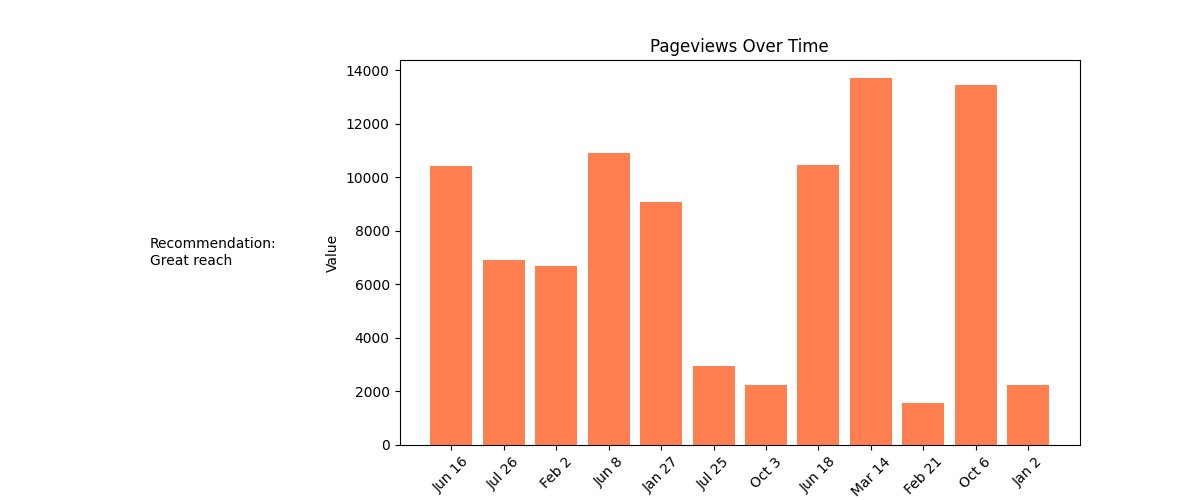 Pageviews Over Time
Recommendation:
Great reach
Value
14000
12000
10000
8000
6000
4000
2000
0
Jun 16
Jul 26
Feb 2
Jun 8
Jan 27
Jul 25
Oct 3
Jun 18
Mar 14
Feb 21
Oct 6
Jan 2